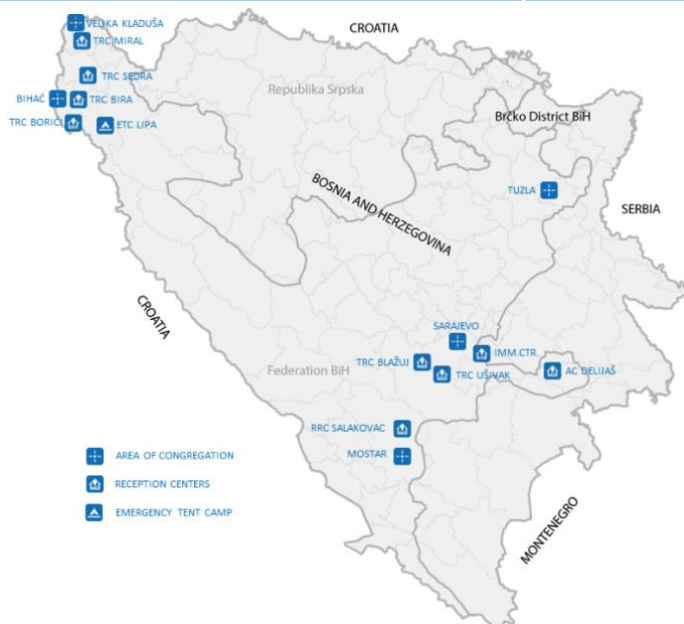 CROATIA
VELIKA KLADUŠA
TRC MIRAL
TRC SEDRA
Republika Srpska
BIHAĆ
TRC BIRA
TRC BORIĆI
ETC LIPA
Brčko District BiH
BOSNIA AND HERZEGOVINA
TUZLA
SERBIA
CROATIA
SARAJEVO
IMM.CTR.
TRC BLAŽUJ
Federation BiH
TRC UŠIVAK
AC DELIJAŠ
RRC SALAKOVAC
MOSTAR
AREA OF CONGREGATION
RECEPTION CENTERS
EMERGENCY TENT CAMP
MONTENEGRO